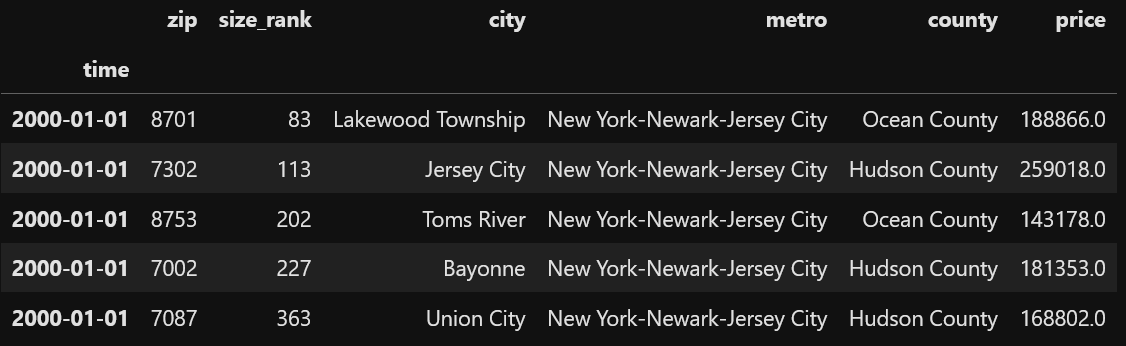 zip size_rank city metro county price
time
2000-01-01 8701 83 Lakewood Township New York-Newark-Jersey City Ocean County 188866.0
2000-01-01 7302 113 Jersey City New York-Newark-Jersey City Hudson County 259018.0
2000-01-01 8753 202 Toms River New York-Newark-Jersey City Ocean County 143178.0
2000-01-01 7002 227 Bayonne New York-Newark-Jersey City Hudson County 181353.0
2000-01-01 7087 363 Union City New York-Newark-Jersey City Hudson County 168802.0